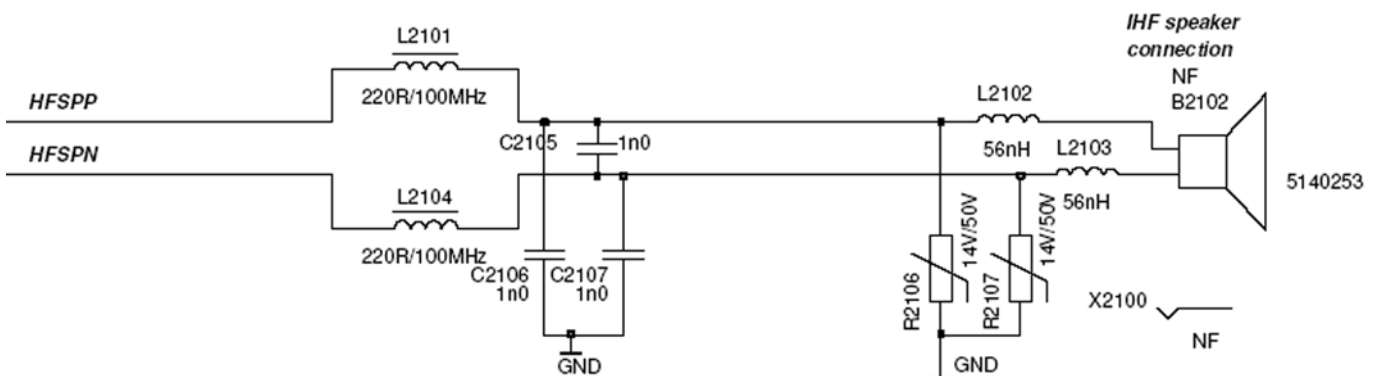 IHF speaker
connection
NF
B2102
L2101
220R/100MHz
HFSPP
HFSPN
C2105
1n0
L2102
56nH
L2103
56nH
5140253
L2104
220R/100MHz
C2106
1n0
C2107
1n0
GND
R2106
14V/50V
R2107
14V/50V
GND
X2100
NF